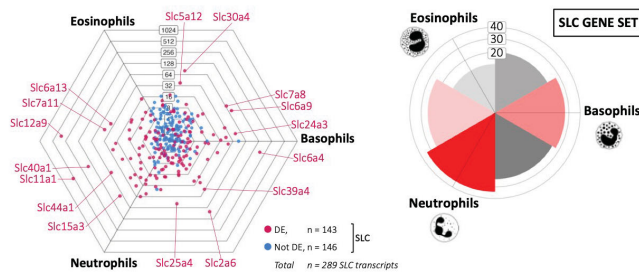 Eosinophils
Slc5a12
Slc30a4
1024
512
256
128
64
32
16
Slc6a13
Slc7a11
Slc12a9
Slc7a8
Slc6a9
Slc24a3
Basophils
Slc6a4
Slc40a1
Slc11a1
Slc44a1
Slc15a3
Slc39a4
Neutrophils
Slc25a4
Slc2a6
DE, n = 143
Not DE, n = 146
SLC
Total n = 289 SLC transcripts
SLC GENE SET
Eosinophils
40
30
20
Basophils
Neutrophils